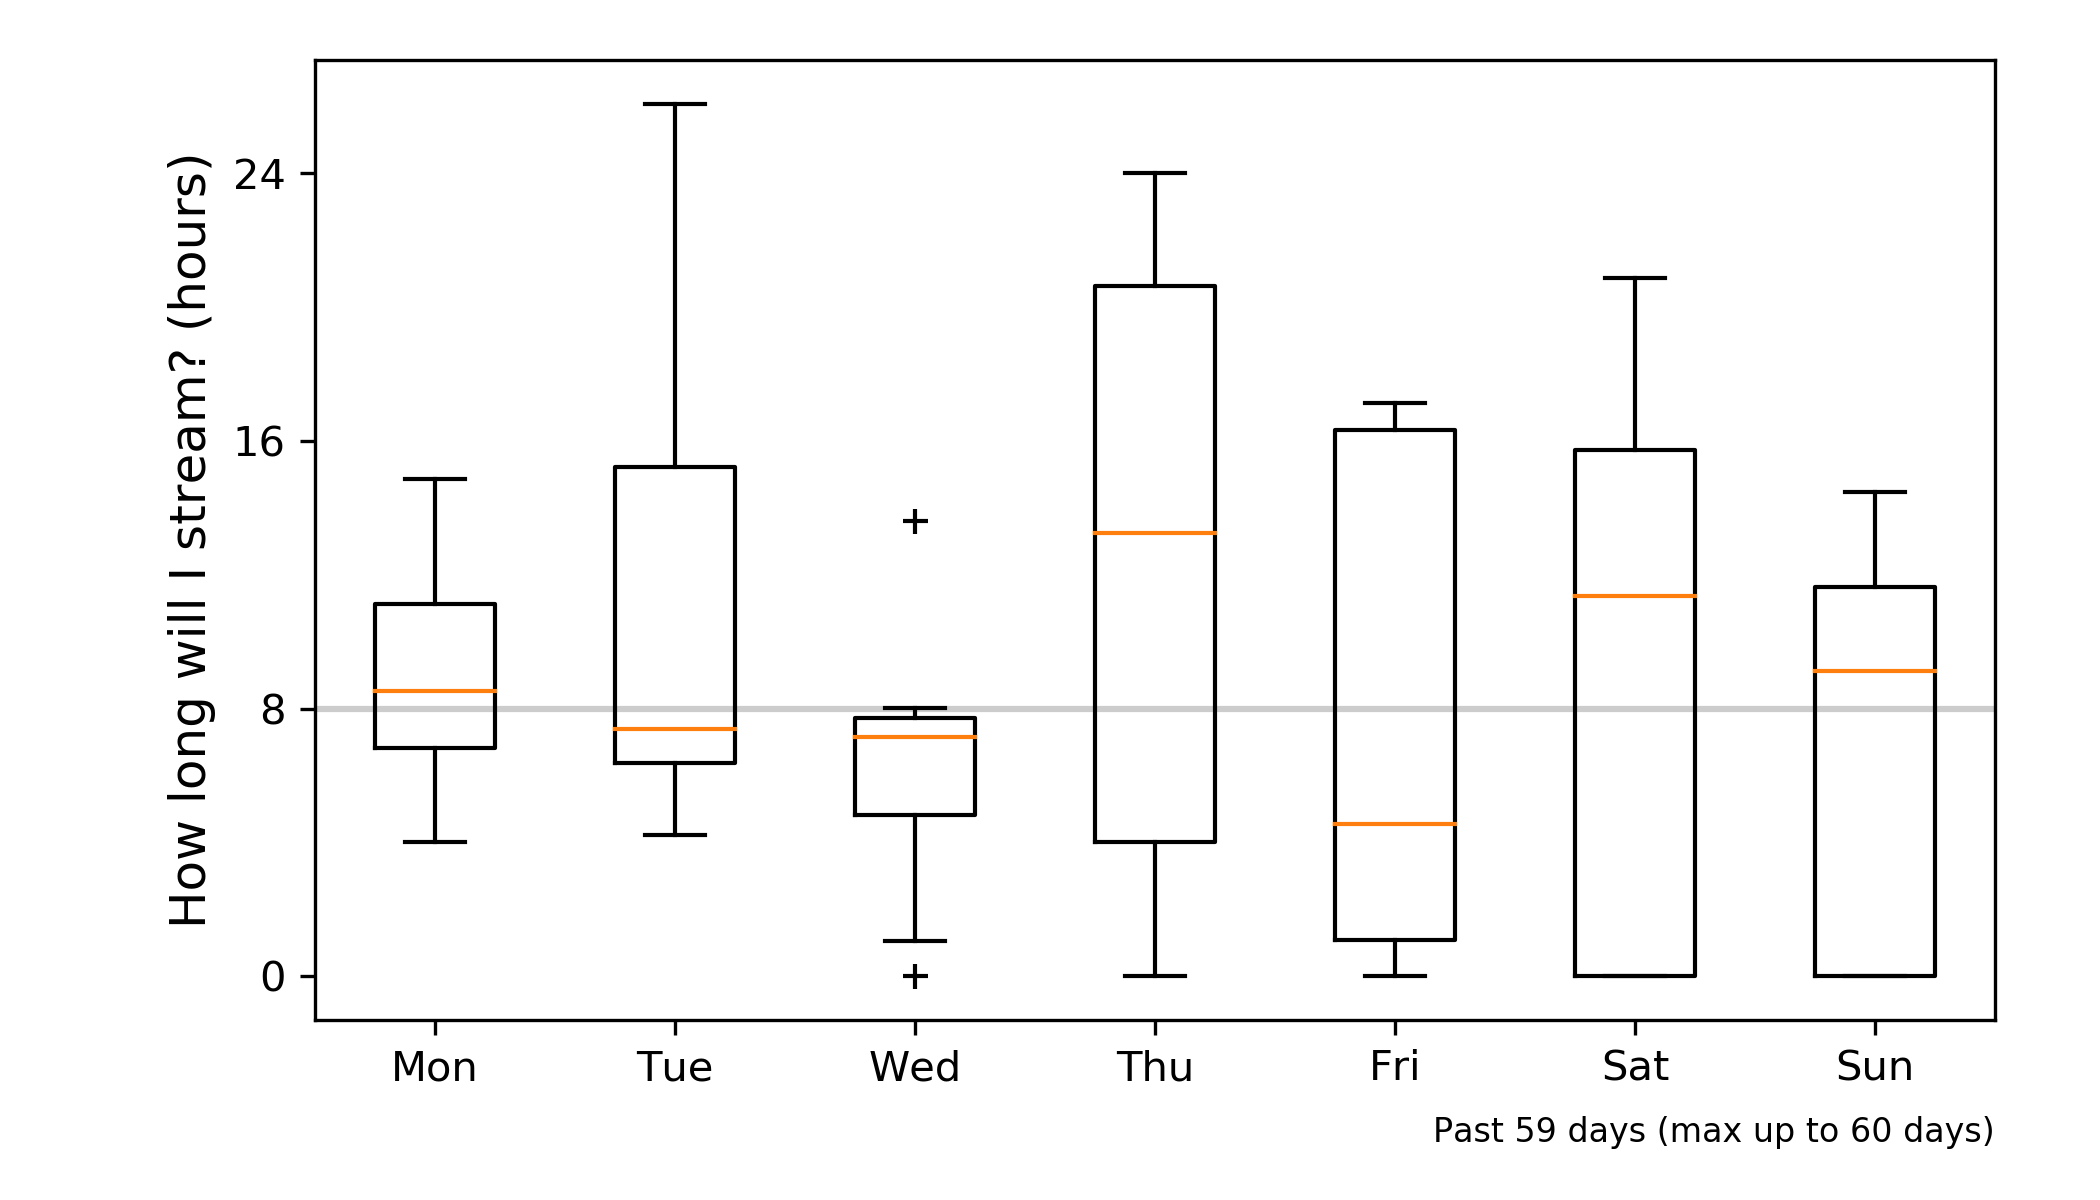 How long will I stream? (hours)
24
16
8
0
Mon Tue Wed Thu Fri Sat Sun
Past 59 days (max up to 60 days)